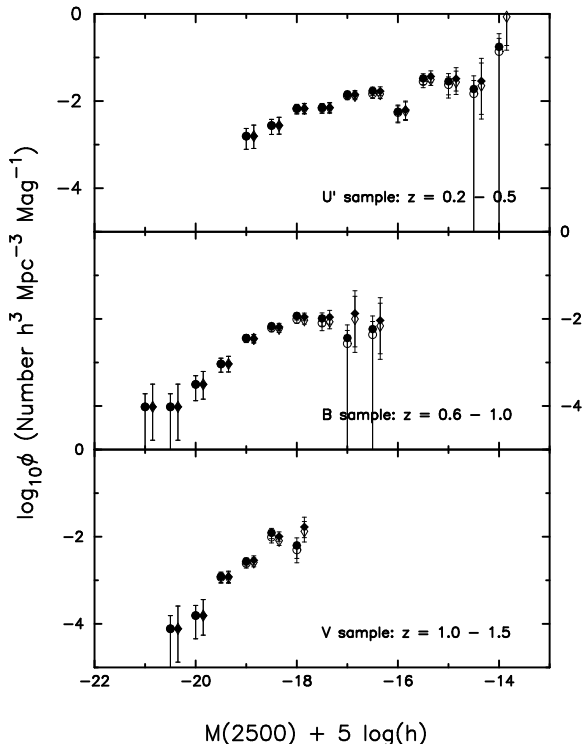 0
−2
−4
U' sample: z = 0.2 − 0.5
0
−2
−4
B sample: z = 0.6 − 1.0
0
−2
−4
V sample: z = 1.0 − 1.5
−22
−20
−18
−16
−14
M(2500) + 5 log(h)
log₁₀ϕ (Number h³ Mpc⁻³ Mag⁻¹)